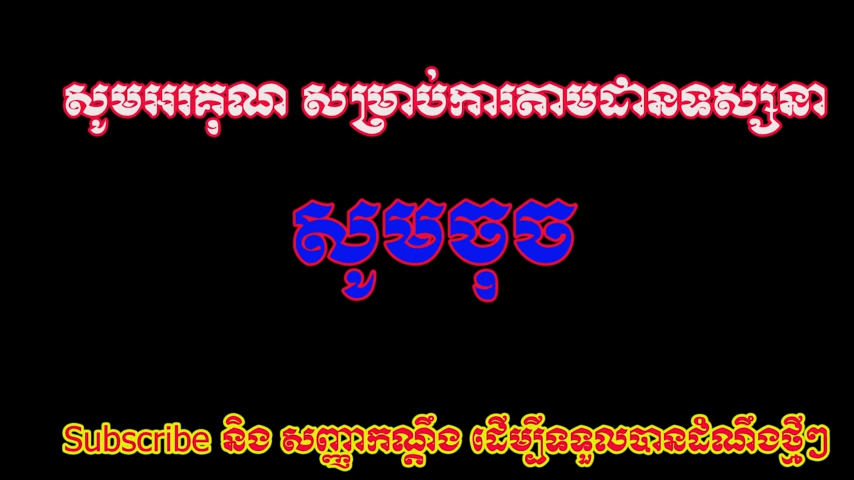 សូមអរគុណ សម្រាប់ការតាមដានទស្សនា
សូមចុច
Subscribe និង សញ្ញាកណ្ដឹង ដើម្បីទទួលបានដំណឹងថ្មីៗ